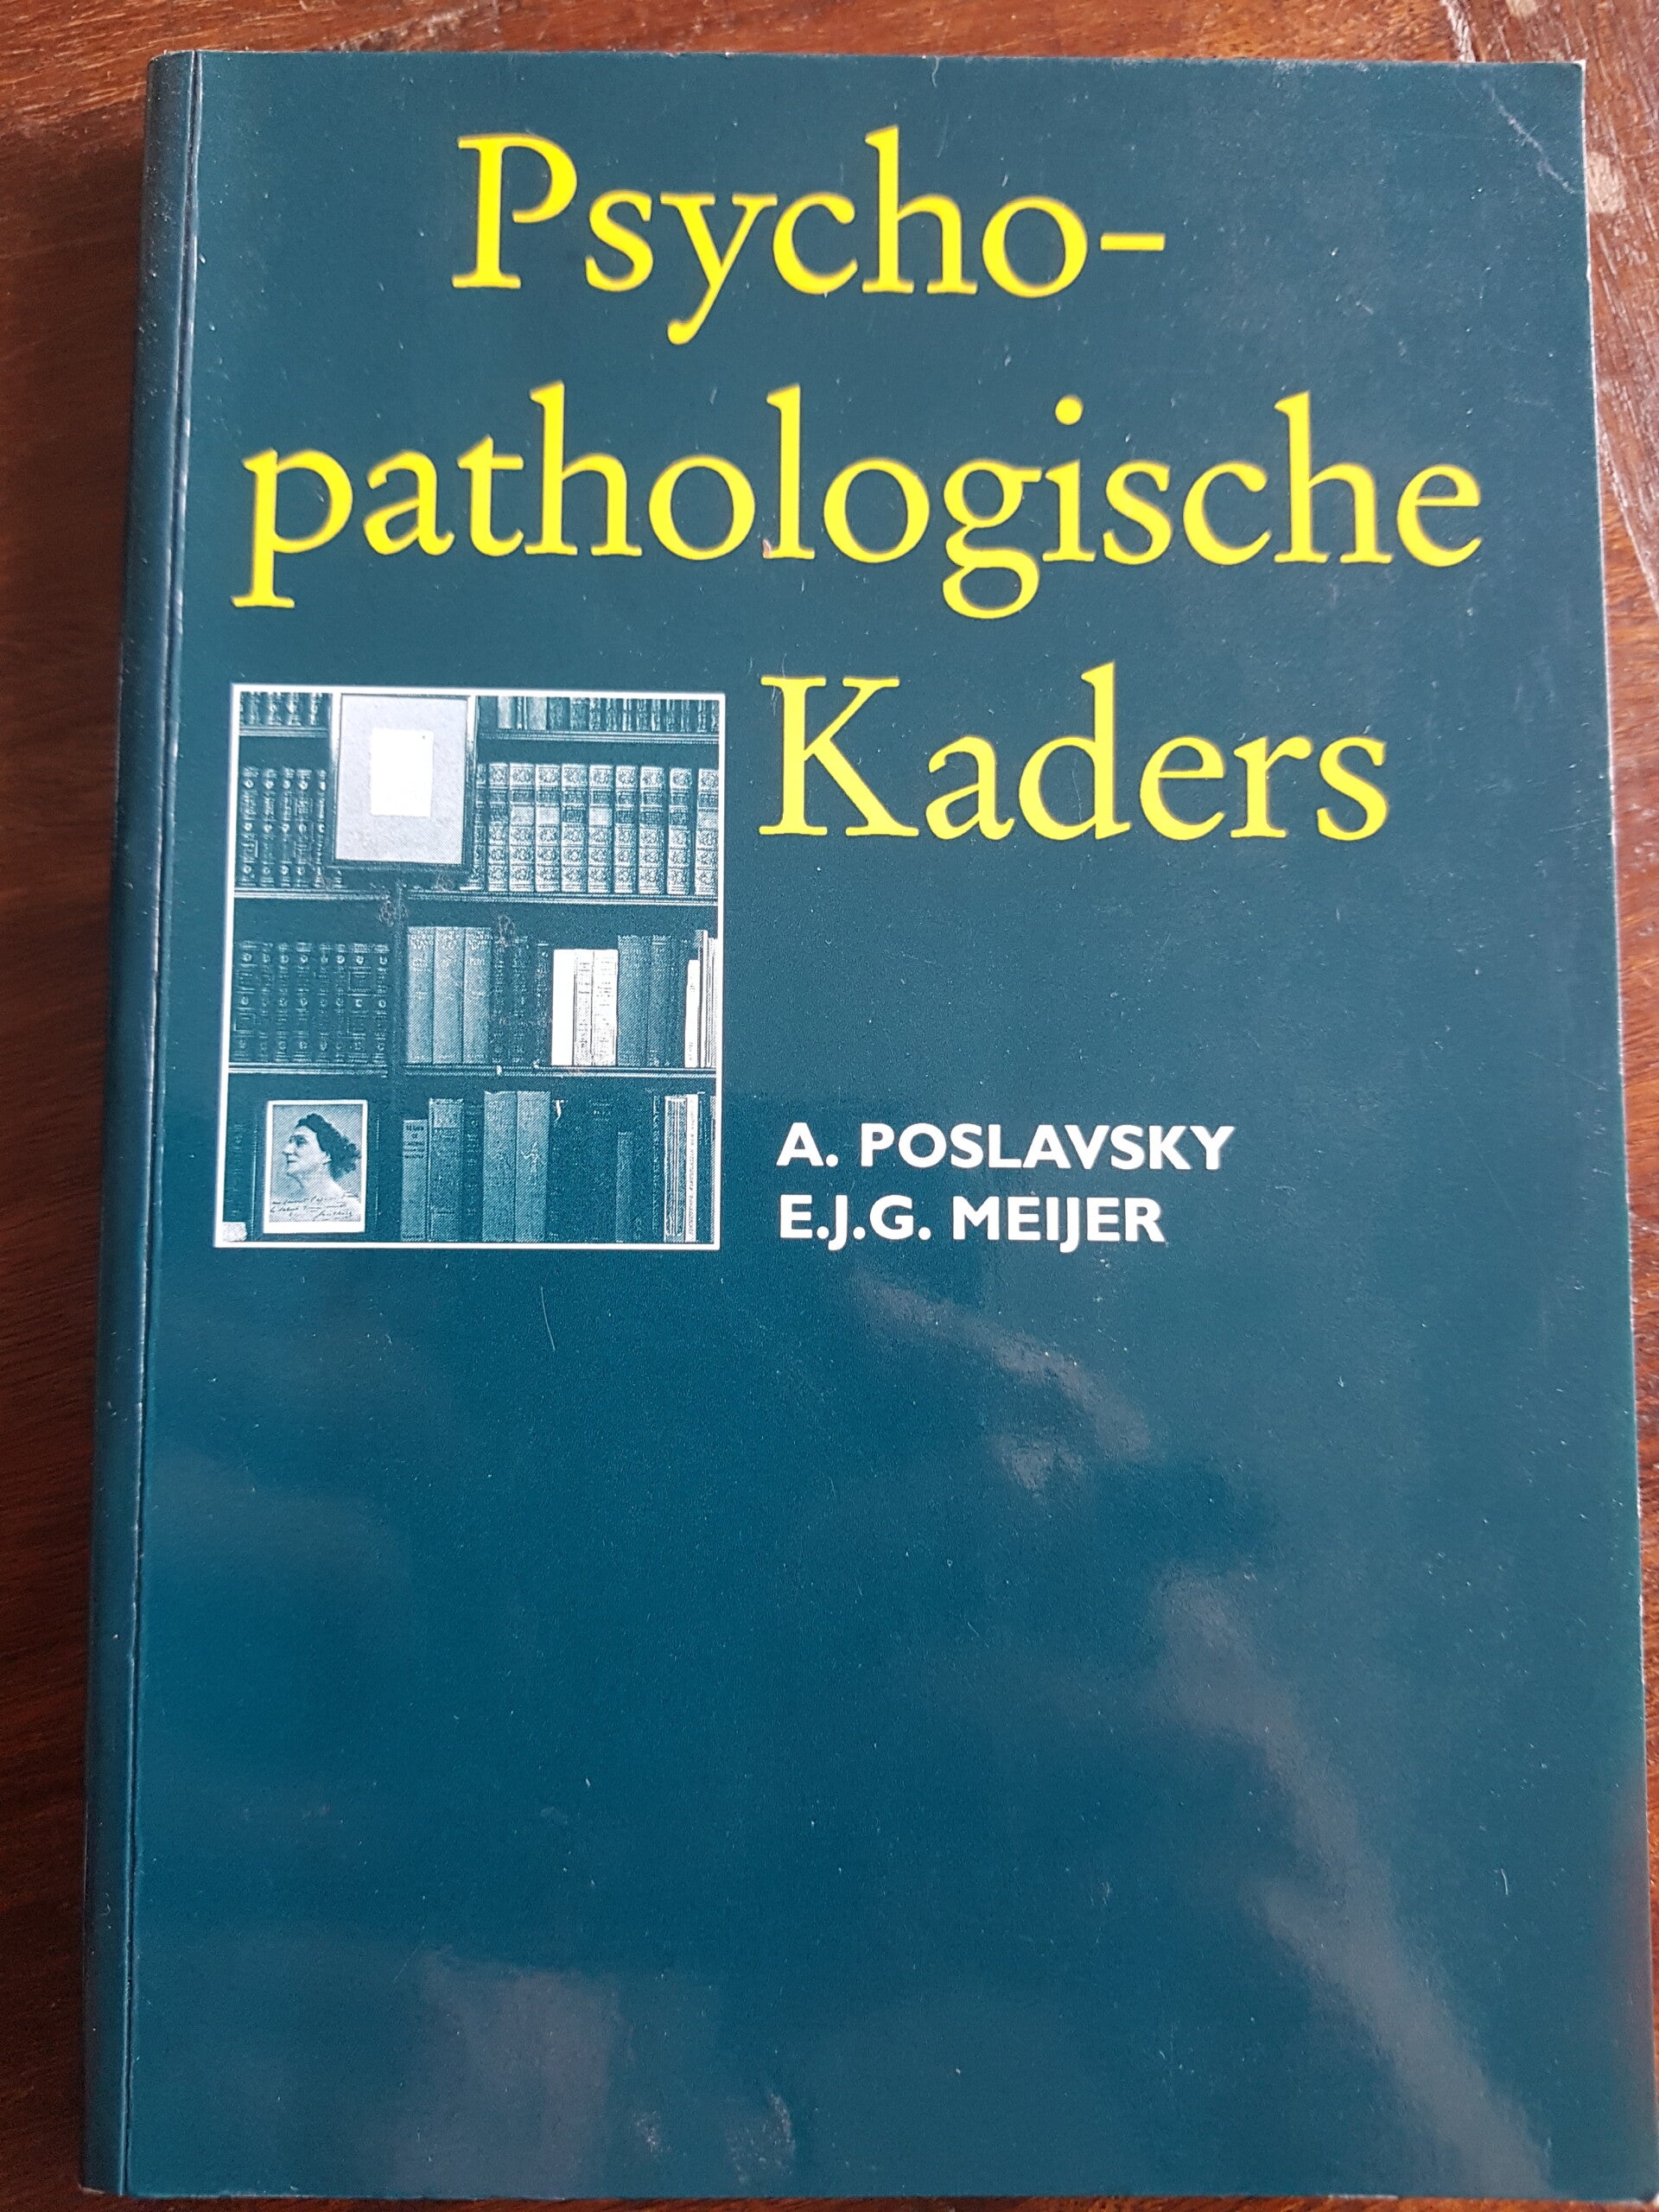 Psycho-
pathologische
Kaders
A. POSLAVSKY
E.J.G. MEIJER